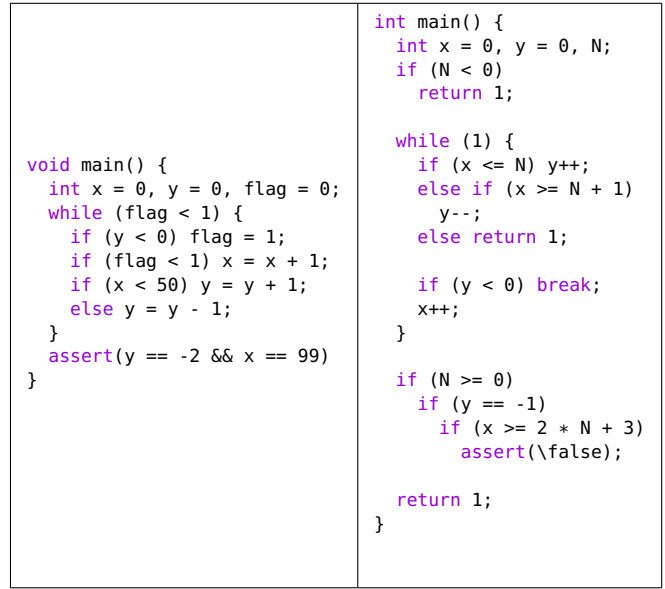 void main() {
  int x = 0, y = 0, flag = 0;
  while (flag < 1) {
    if (y < 0) flag = 1;
    if (flag < 1) x = x + 1;
    if (x < 50) y = y + 1;
    else y = y - 1;
  }
  assert(y == -2 && x == 99)
}
int main() {
  int x = 0, y = 0, N;
  if (N < 0)
    return 1;

  while (1) {
    if (x <= N) y++;
    else if (x >= N + 1)
      y--;
    else return 1;

    if (y < 0) break;
    x++;
  }

  if (N >= 0)
    if (y == -1)
      if (x >= 2 * N + 3)
        assert(\false);

  return 1;
}